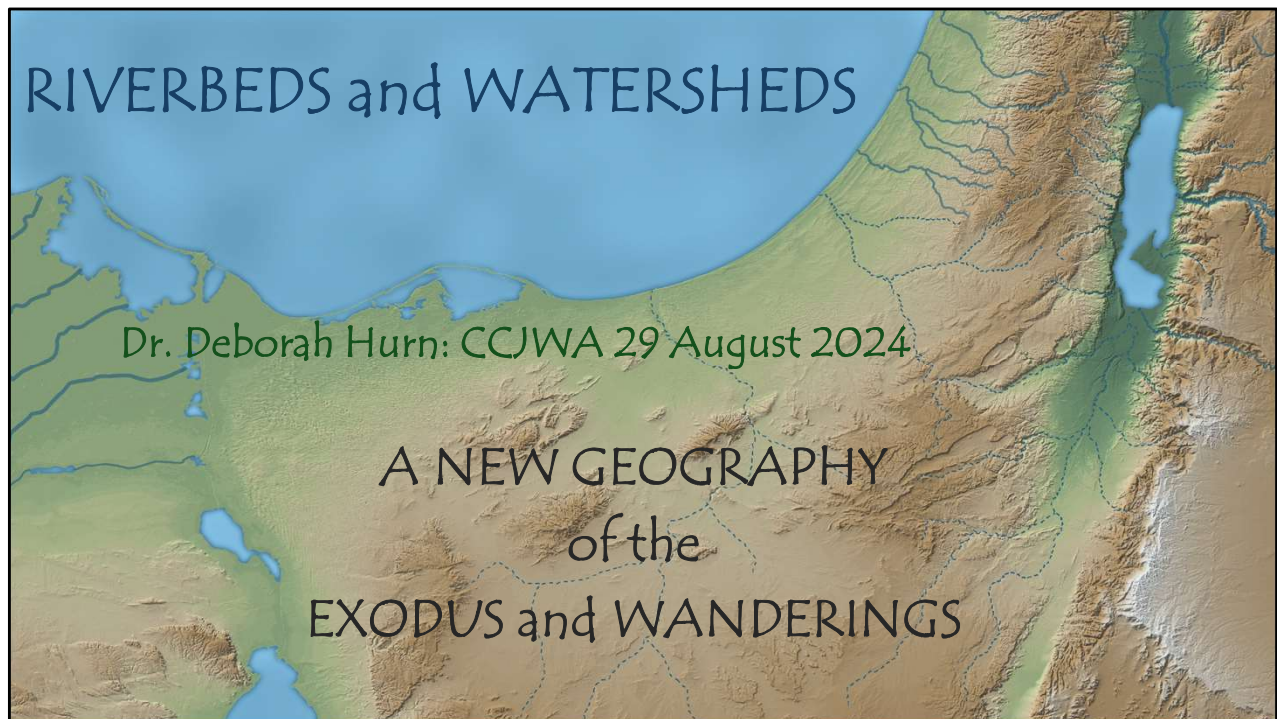 RIVERBEDS and WATERSHEDS
Dr. Deborah Hurn: CCJWA 29 August 2024
A NEW GEOGRAPHY
of the
EXODUS and WANDERINGS